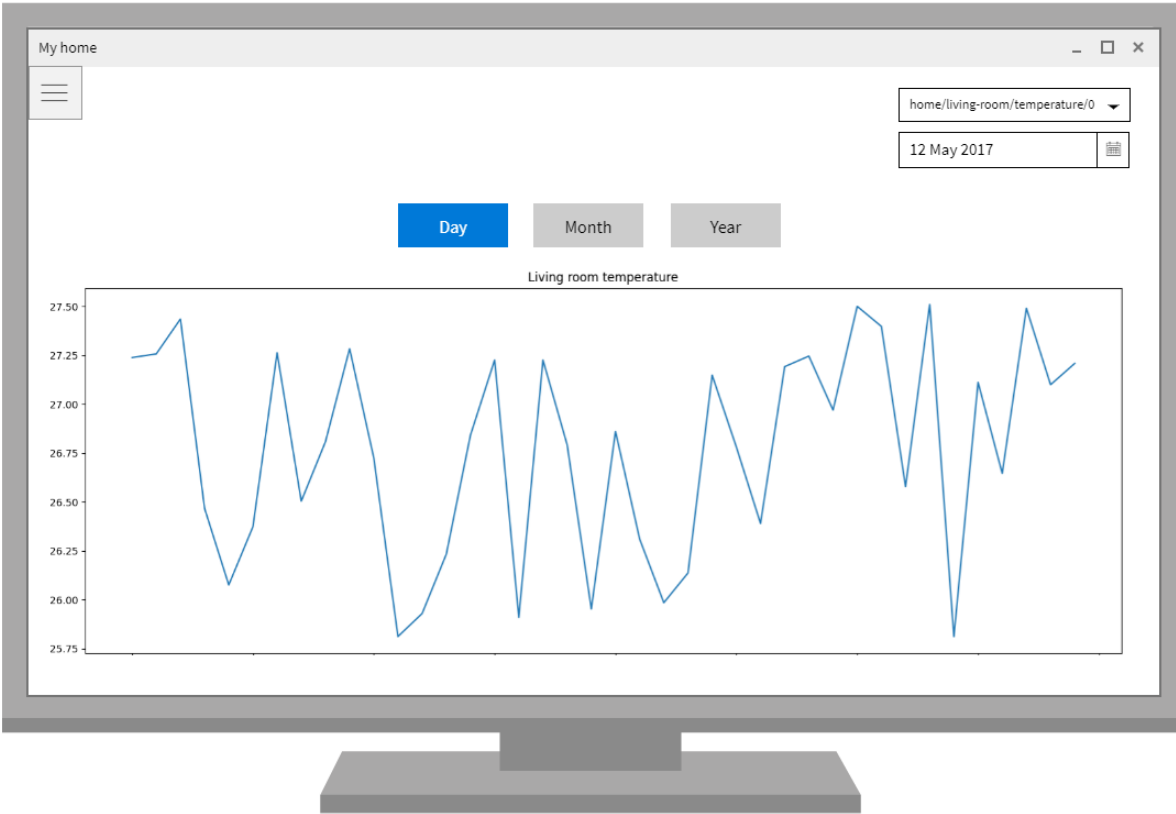 My home
home/living-room/temperature/0
12 May 2017
Day Month Year
Living room temperature
27.50
27.25
27.00
26.75
26.50
26.25
26.00
25.75